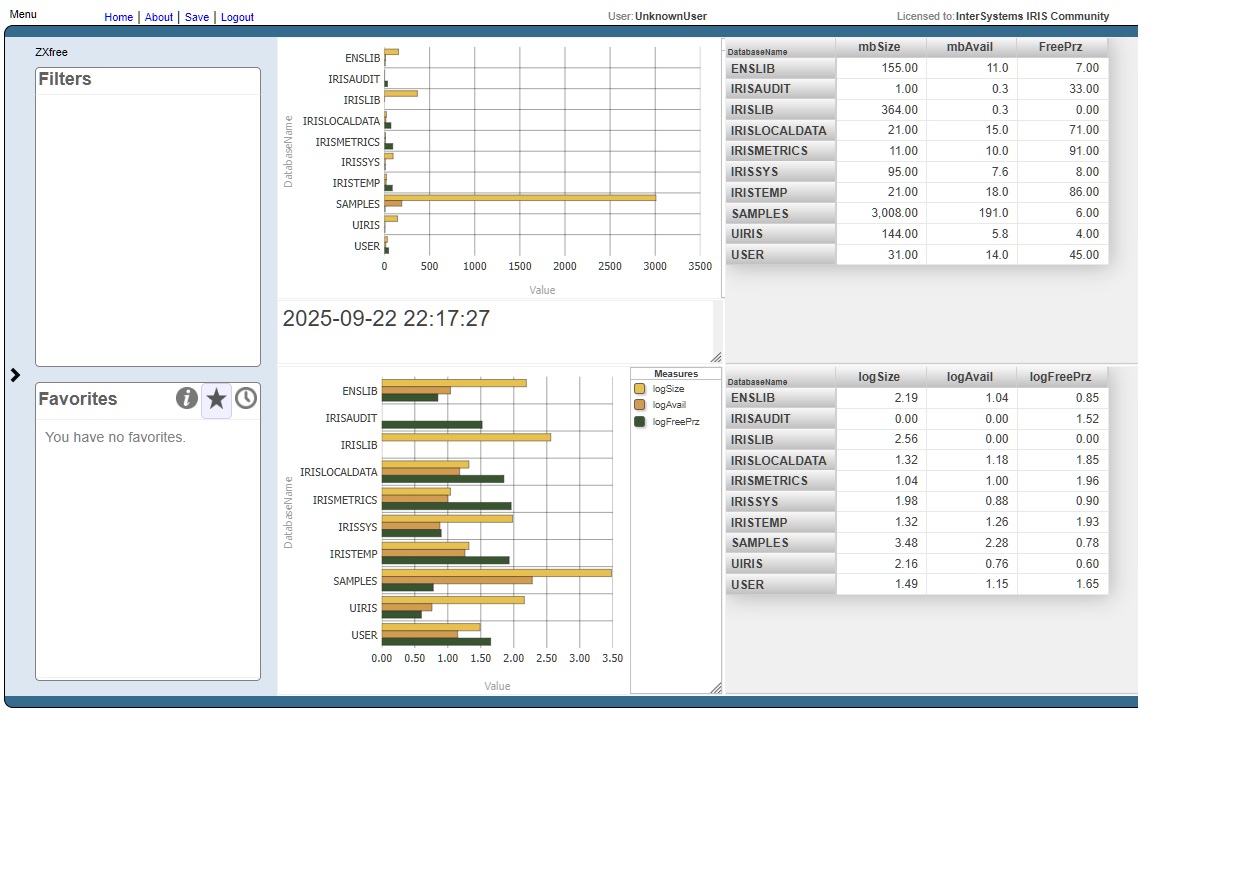 Menu
Home | About | Save | Logout
User: UnknownUser
Licensed to: InterSystems IRIS Community
ZXfree
Filters
Favorites
You have no favorites.
DatabaseName
ENSLIB
IRISAUDIT
IRISLIB
IRISLOCALDATA
IRISMETRICS
IRISSYS
IRISTEMP
SAMPLES
UIRIS
USER
0 500 1000 1500 2000 2500 3000 3500
Value
DatabaseName mbSize mbAvail FreePrz
ENSLIB 155.00 11.0 7.00
IRISAUDIT 1.00 0.3 33.00
IRISLIB 364.00 0.3 0.00
IRISLOCALDATA 21.00 15.0 71.00
IRISMETRICS 11.00 10.0 91.00
IRISSYS 95.00 7.6 8.00
IRISTEMP 21.00 18.0 86.00
SAMPLES 3,008.00 191.0 6.00
UIRIS 144.00 5.8 4.00
USER 31.00 14.0 45.00
2025-09-22 22:17:27
DatabaseName
ENSLIB
IRISAUDIT
IRISLIB
IRISLOCALDATA
IRISMETRICS
IRISSYS
IRISTEMP
SAMPLES
UIRIS
USER
0.00 0.50 1.00 1.50 2.00 2.50 3.00 3.50
Value
Measures
logSize
logAvail
logFreePrz
DatabaseName logSize logAvail logFreePrz
ENSLIB 2.19 1.04 0.85
IRISAUDIT 0.00 0.00 1.52
IRISLIB 2.56 0.00 0.00
IRISLOCALDATA 1.32 1.18 1.85
IRISMETRICS 1.04 1.00 1.96
IRISSYS 1.98 0.88 0.90
IRISTEMP 1.32 1.26 1.93
SAMPLES 3.48 2.28 0.78
UIRIS 2.16 0.76 0.60
USER 1.49 1.15 1.65